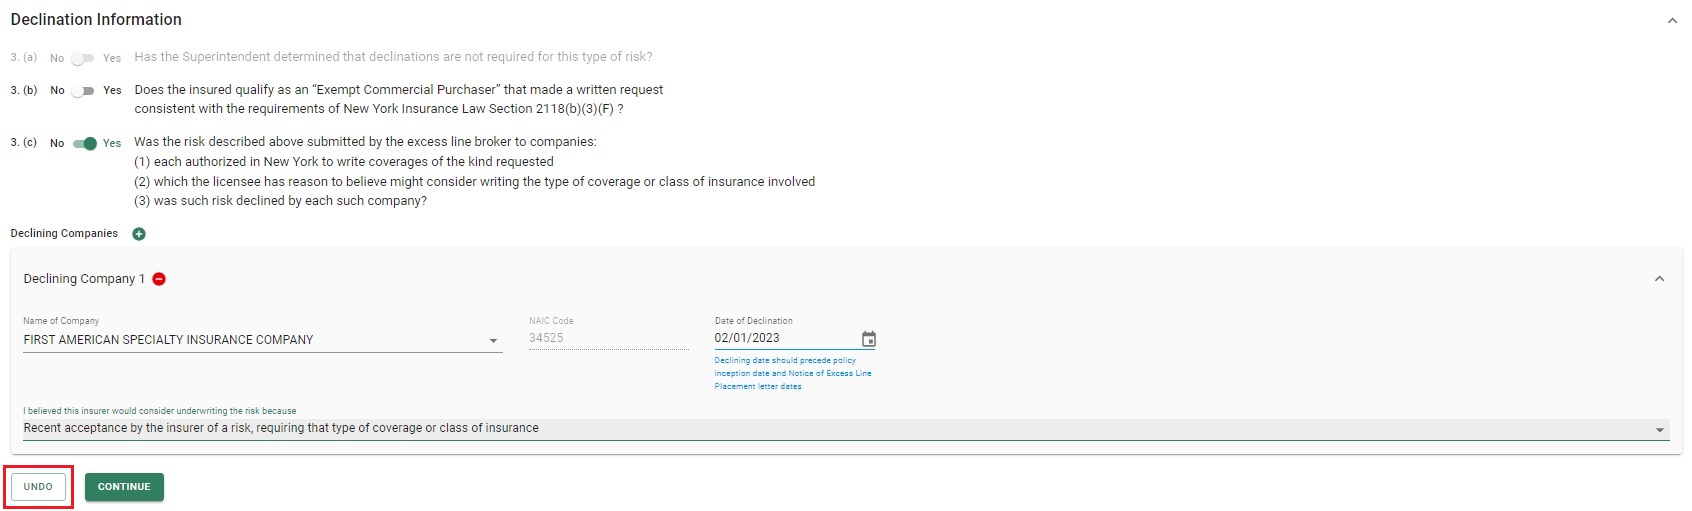 Declination Information
3. (a) No Yes Has the Superintendent determined that declinations are not required for this type of risk?
3. (b) No Yes Does the insured qualify as an “Exempt Commercial Purchaser” that made a written request
consistent with the requirements of New York Insurance Law Section 2118(b)(3)(F) ?
3. (c) No Yes Was the risk described above submitted by the excess line broker to companies:
(1) each authorized in New York to write coverages of the kind requested
(2) which the licensee has reason to believe might consider writing the type of coverage or class of insurance involved
(3) was such risk declined by each such company?
Declining Companies
Declining Company 1
Name of Company
FIRST AMERICAN SPECIALTY INSURANCE COMPANY
NAIC Code
34525
Date of Declination
02/01/2023
Declining date should precede policy
inception date and Notice of Excess Line
Placement letter dates
I believed this insurer would consider underwriting the risk because
Recent acceptance by the insurer of a risk, requiring that type of coverage or class of insurance
UNDO CONTINUE